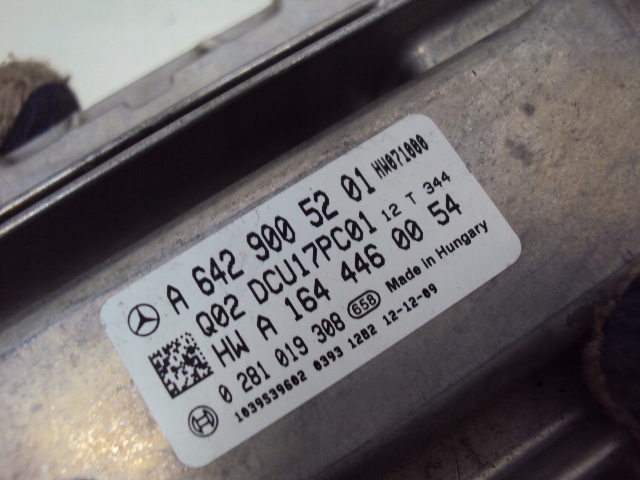 A 642 900 52 01 HW071000
Q02 DCU17PC01 12 T 344
HW A 164 446 00 54
0 281 019 308 658 Made in Hungary
1039S39602 0393 1282 12-12-09